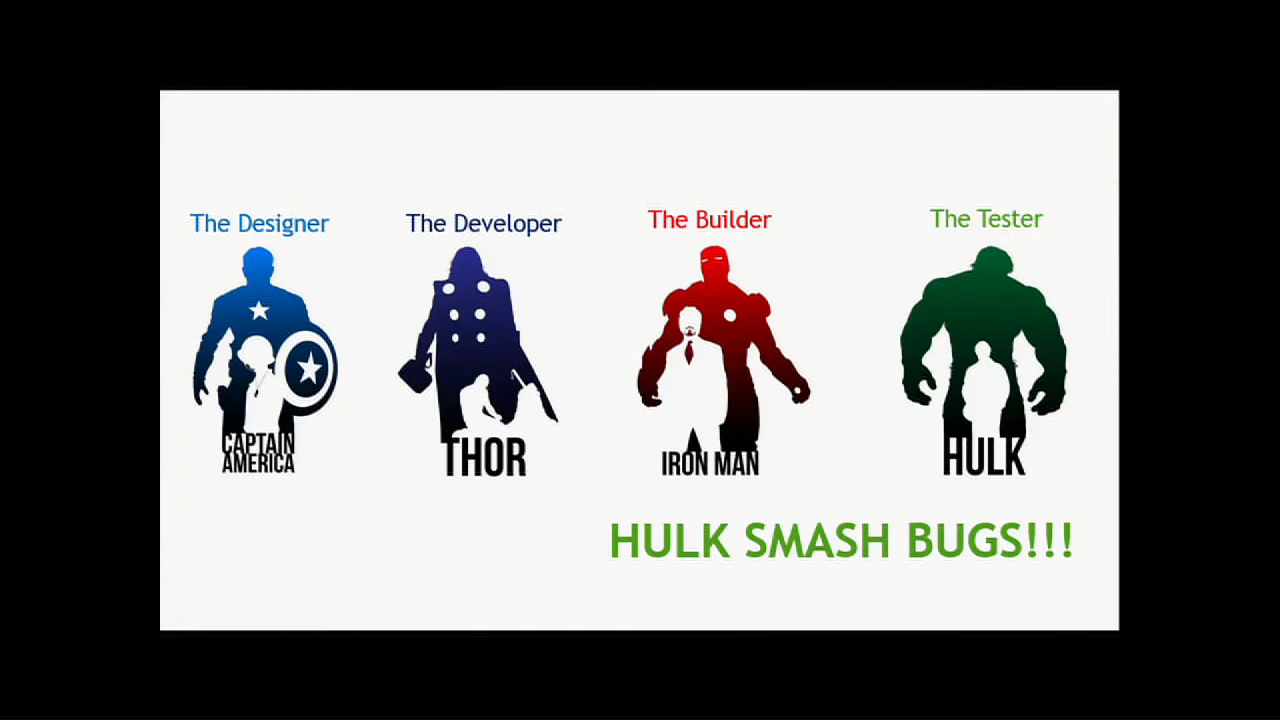 The Designer
The Developer
The Builder
The Tester
CAPTAIN
AMERICA
THOR
IRON MAN
HULK
HULK SMASH BUGS!!!